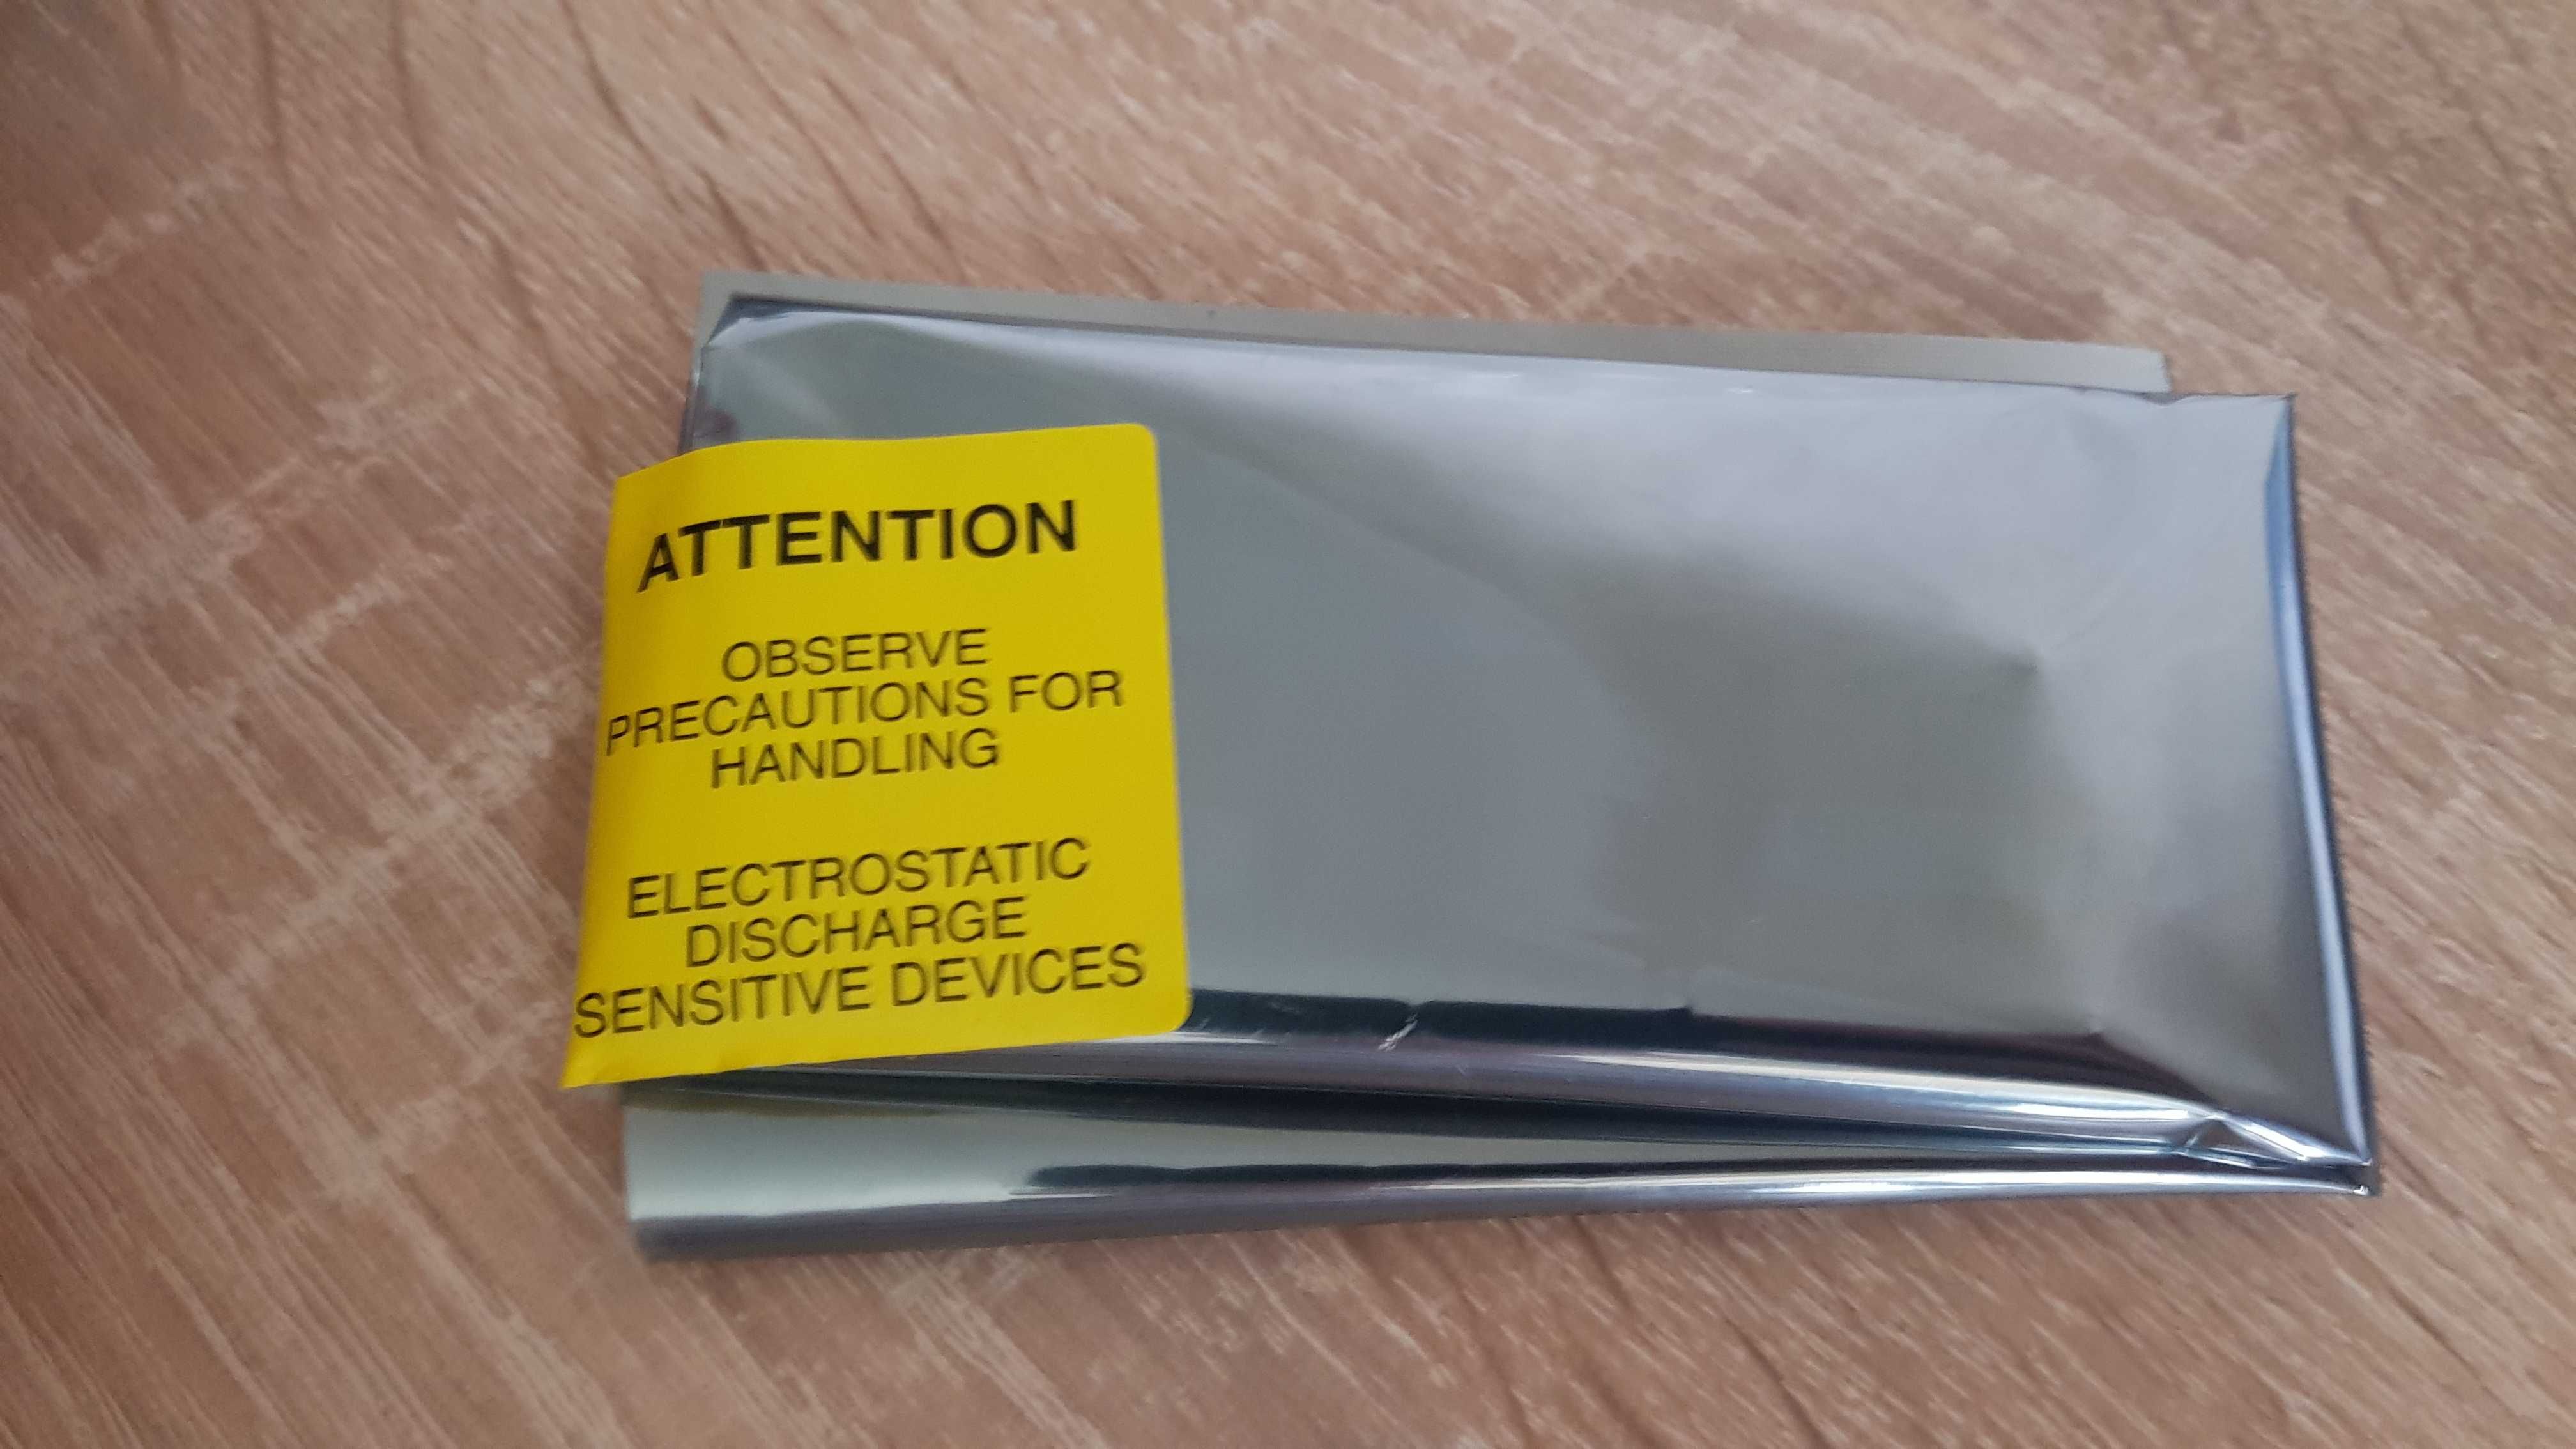 ATTENTION
OBSERVE
PRECAUTIONS FOR
HANDLING
ELECTROSTATIC
DISCHARGE
SENSITIVE DEVICES